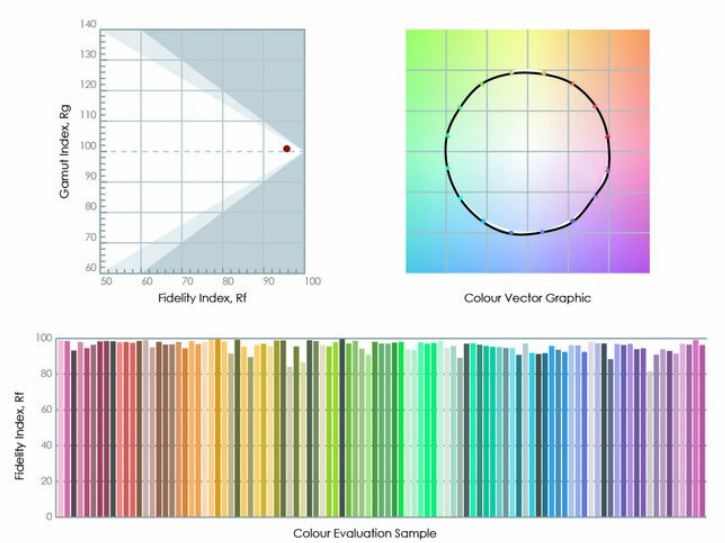 140
130
120
110
100
90
80
70
60
Gamut Index, Rg
50 60 70 80 90 100
Fidelity Index, Rf
Colour Vector Graphic
100
80
60
40
20
0
Fidelity Index, Rf
Colour Evaluation Sample